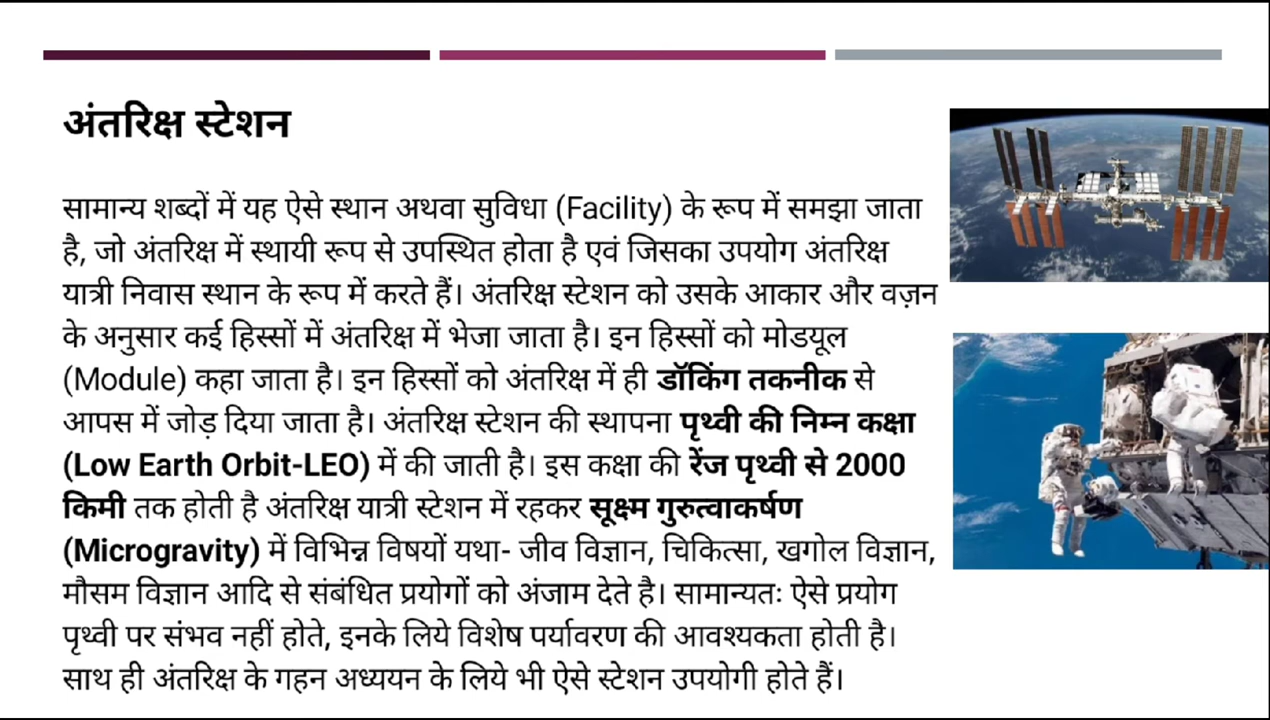 अंतरिक्ष स्टेशन
सामान्य शब्दों में यह ऐसे स्थान अथवा सुविधा (Facility) के रूप में समझा जाता
है, जो अंतरिक्ष में स्थायी रूप से उपस्थित होता है एवं जिसका उपयोग अंतरिक्ष
यात्री निवास स्थान के रूप में करते हैं। अंतरिक्ष स्टेशन को उसके आकार और वज़न
के अनुसार कई हिस्सों में अंतरिक्ष में भेजा जाता है। इन हिस्सों को मोडयूल
(Module) कहा जाता है। इन हिस्सों को अंतरिक्ष में ही डॉकिंग तकनीक से
आपस में जोड़ दिया जाता है। अंतरिक्ष स्टेशन की स्थापना पृथ्वी की निम्न कक्षा
(Low Earth Orbit-LEO) में की जाती है। इस कक्षा की रेंज पृथ्वी से 2000
किमी तक होती है अंतरिक्ष यात्री स्टेशन में रहकर सूक्ष्म गुरुत्वाकर्षण
(Microgravity) में विभिन्न विषयों यथा- जीव विज्ञान, चिकित्सा, खगोल विज्ञान,
मौसम विज्ञान आदि से संबंधित प्रयोगों को अंजाम देते है। सामान्यतः ऐसे प्रयोग
पृथ्वी पर संभव नहीं होते, इनके लिये विशेष पर्यावरण की आवश्यकता होती है।
साथ ही अंतरिक्ष के गहन अध्ययन के लिये भी ऐसे स्टेशन उपयोगी होते हैं।